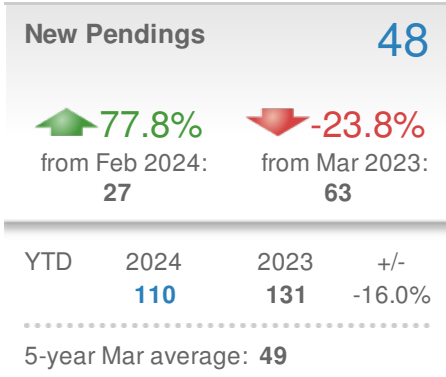 New Pendings 48
77.8% -23.8%
from Feb 2024: from Mar 2023:
27 63
YTD 2024 2023 +/-
110 131 -16.0%
5-year Mar average: 49